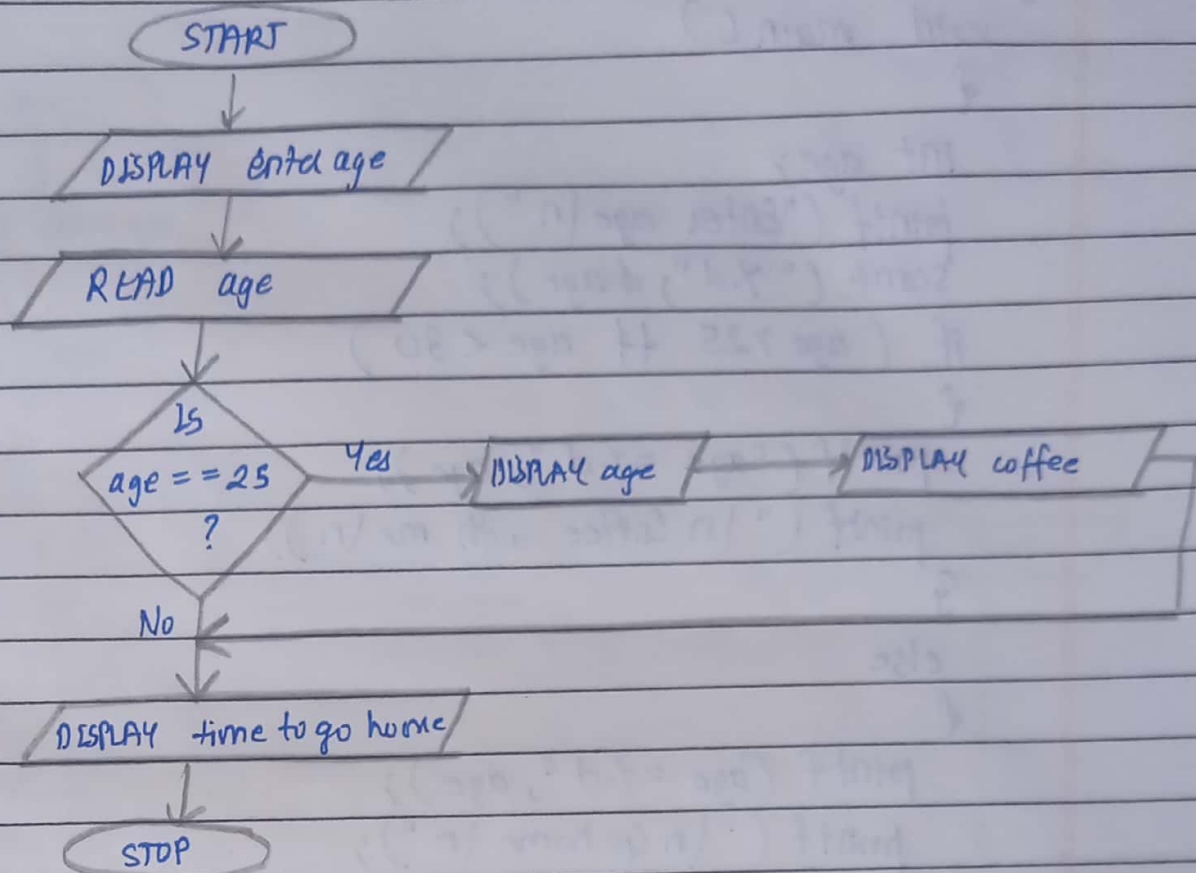 START
DISPLAY enter age
READ age
Is
age == 25
?
Yes
DISPLAY age
DISPLAY coffee
No
DISPLAY time to go home
STOP